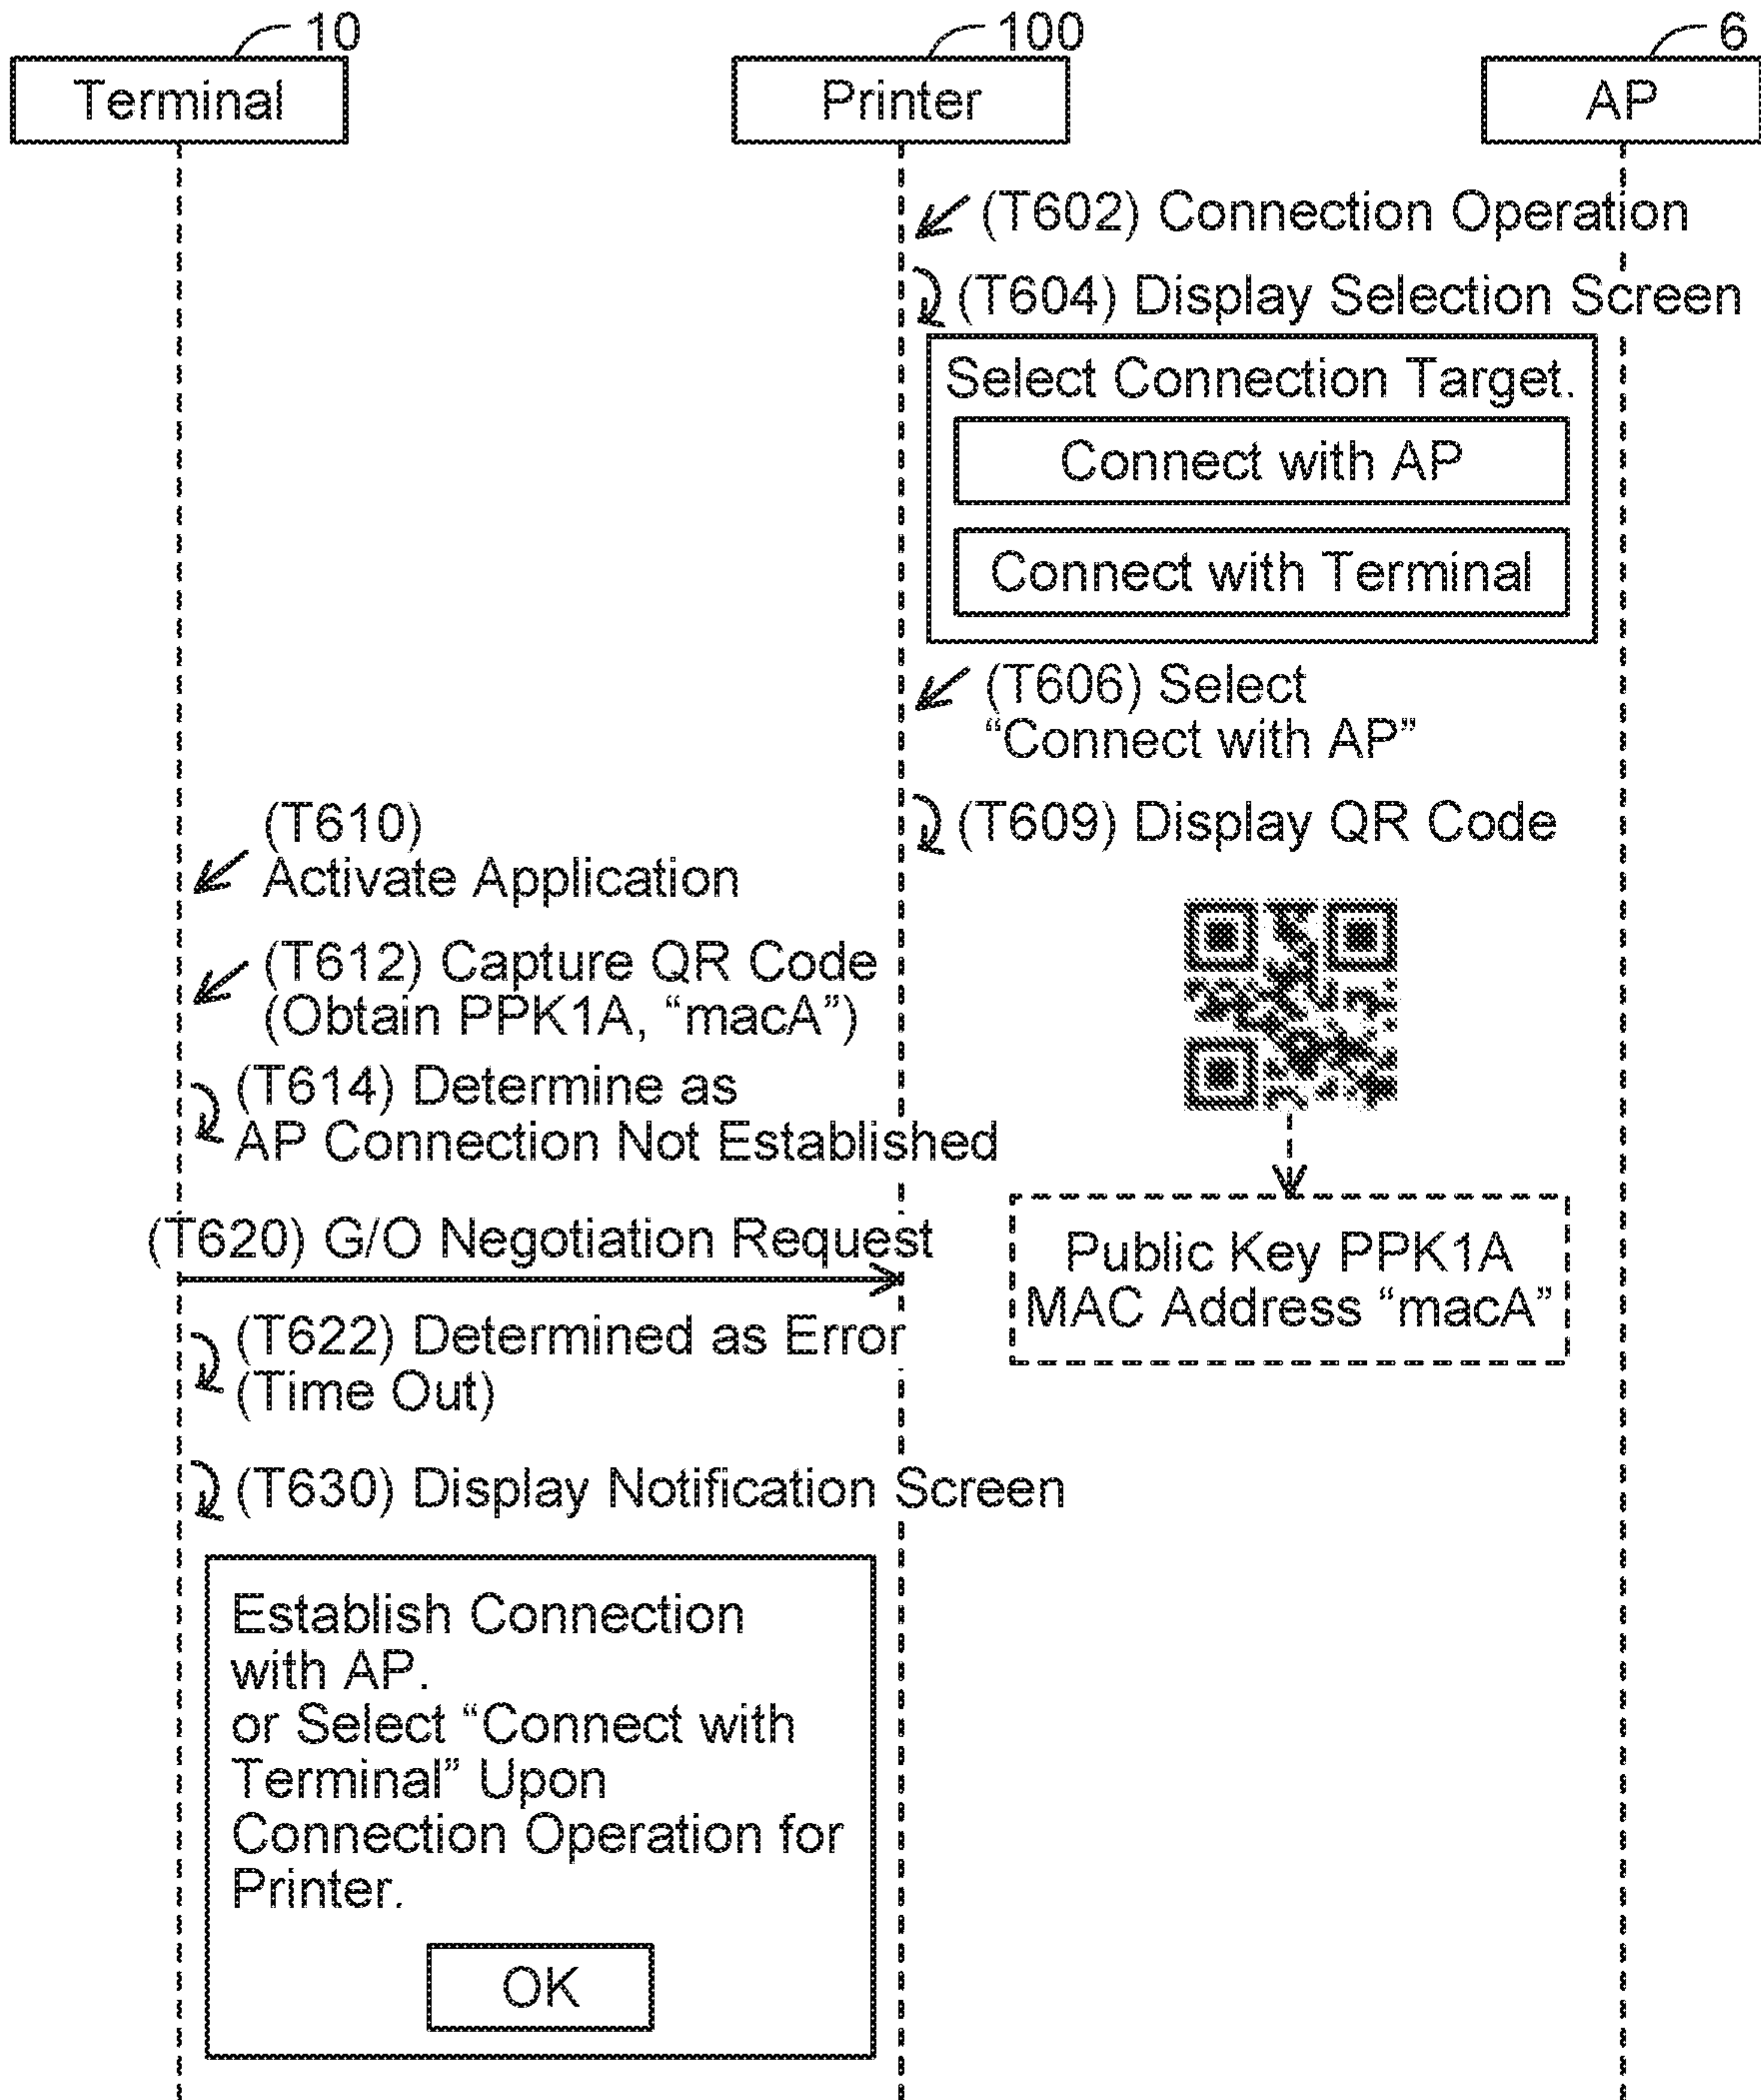 10
100
6
Terminal
Printer
AP
(T602) Connection Operation
(T604) Display Selection Screen
Select Connection Target.
Connect with AP
Connect with Terminal
(T606) Select
“Connect with AP”
(T609) Display QR Code
(T610)
Activate Application
(T612) Capture QR Code
(Obtain PPK1A, “macA”)
(T614) Determine as
AP Connection Not Established
Public Key PPK1A
MAC Address “macA”
(T620) G/O Negotiation Request
(T622) Determined as Error
(Time Out)
(T630) Display Notification Screen
Establish Connection
with AP.
or Select “Connect with
Terminal” Upon
Connection Operation for
Printer.
OK